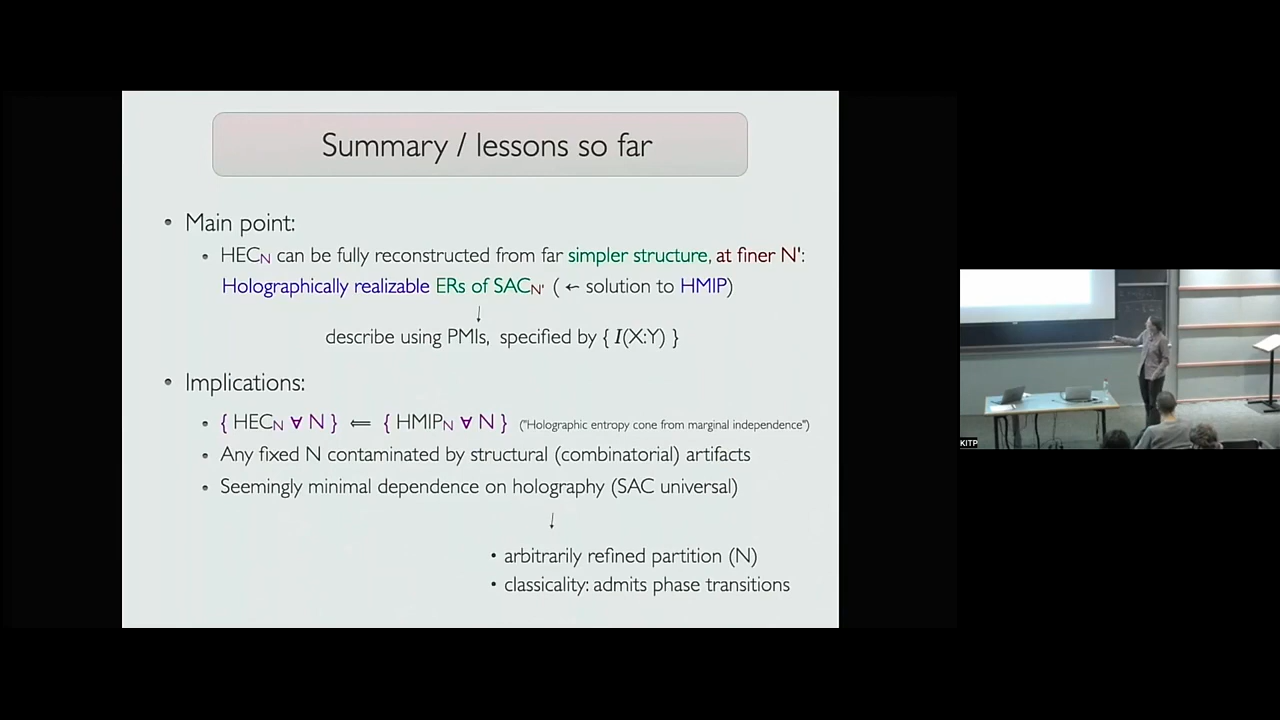 Summary / lessons so far
• Main point:
• HECN can be fully reconstructed from far simpler structure, at finer N':
Holographically realizable ERs of SACN' ( ← solution to HMIP)
↓
describe using PMIs, specified by { I(X:Y) }
• Implications:
• { HECN ∀ N } ⟸ { HMIPN ∀ N } ("Holographic entropy cone from marginal independence")
• Any fixed N contaminated by structural (combinatorial) artifacts
• Seemingly minimal dependence on holography (SAC universal)
↓
• arbitrarily refined partition (N)
• classicality: admits phase transitions
KITP